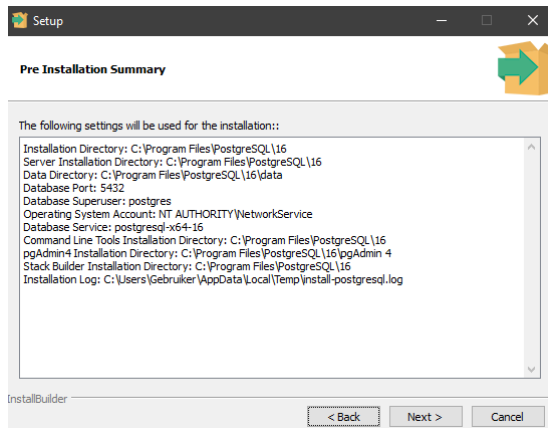 Setup
Pre Installation Summary
The following settings will be used for the installation::
Installation Directory: C:\Program Files\PostgreSQL\16
Server Installation Directory: C:\Program Files\PostgreSQL\16
Data Directory: C:\Program Files\PostgreSQL\16\data
Database Port: 5432
Database Superuser: postgres
Operating System Account: NT AUTHORITY\NetworkService
Database Service: postgresql-x64-16
Command Line Tools Installation Directory: C:\Program Files\PostgreSQL\16
pgAdmin4 Installation Directory: C:\Program Files\PostgreSQL\16\pgAdmin 4
Stack Builder Installation Directory: C:\Program Files\PostgreSQL\16
Installation Log: C:\Users\Gebruiker\AppData\Local\Temp\install-postgresql.log
InstallBuilder
< Back Next > Cancel